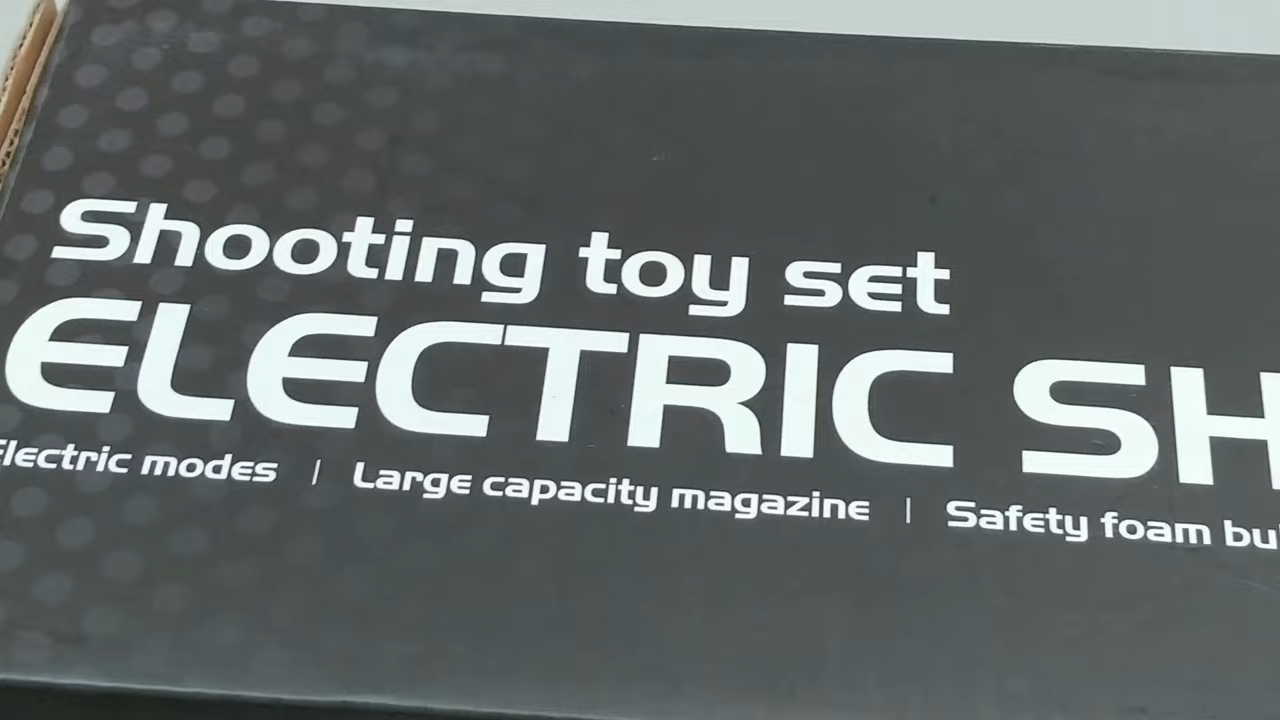 Shooting toy set
ELECTRIC SH
Electric modes | Large capacity magazine | Safety foam bu